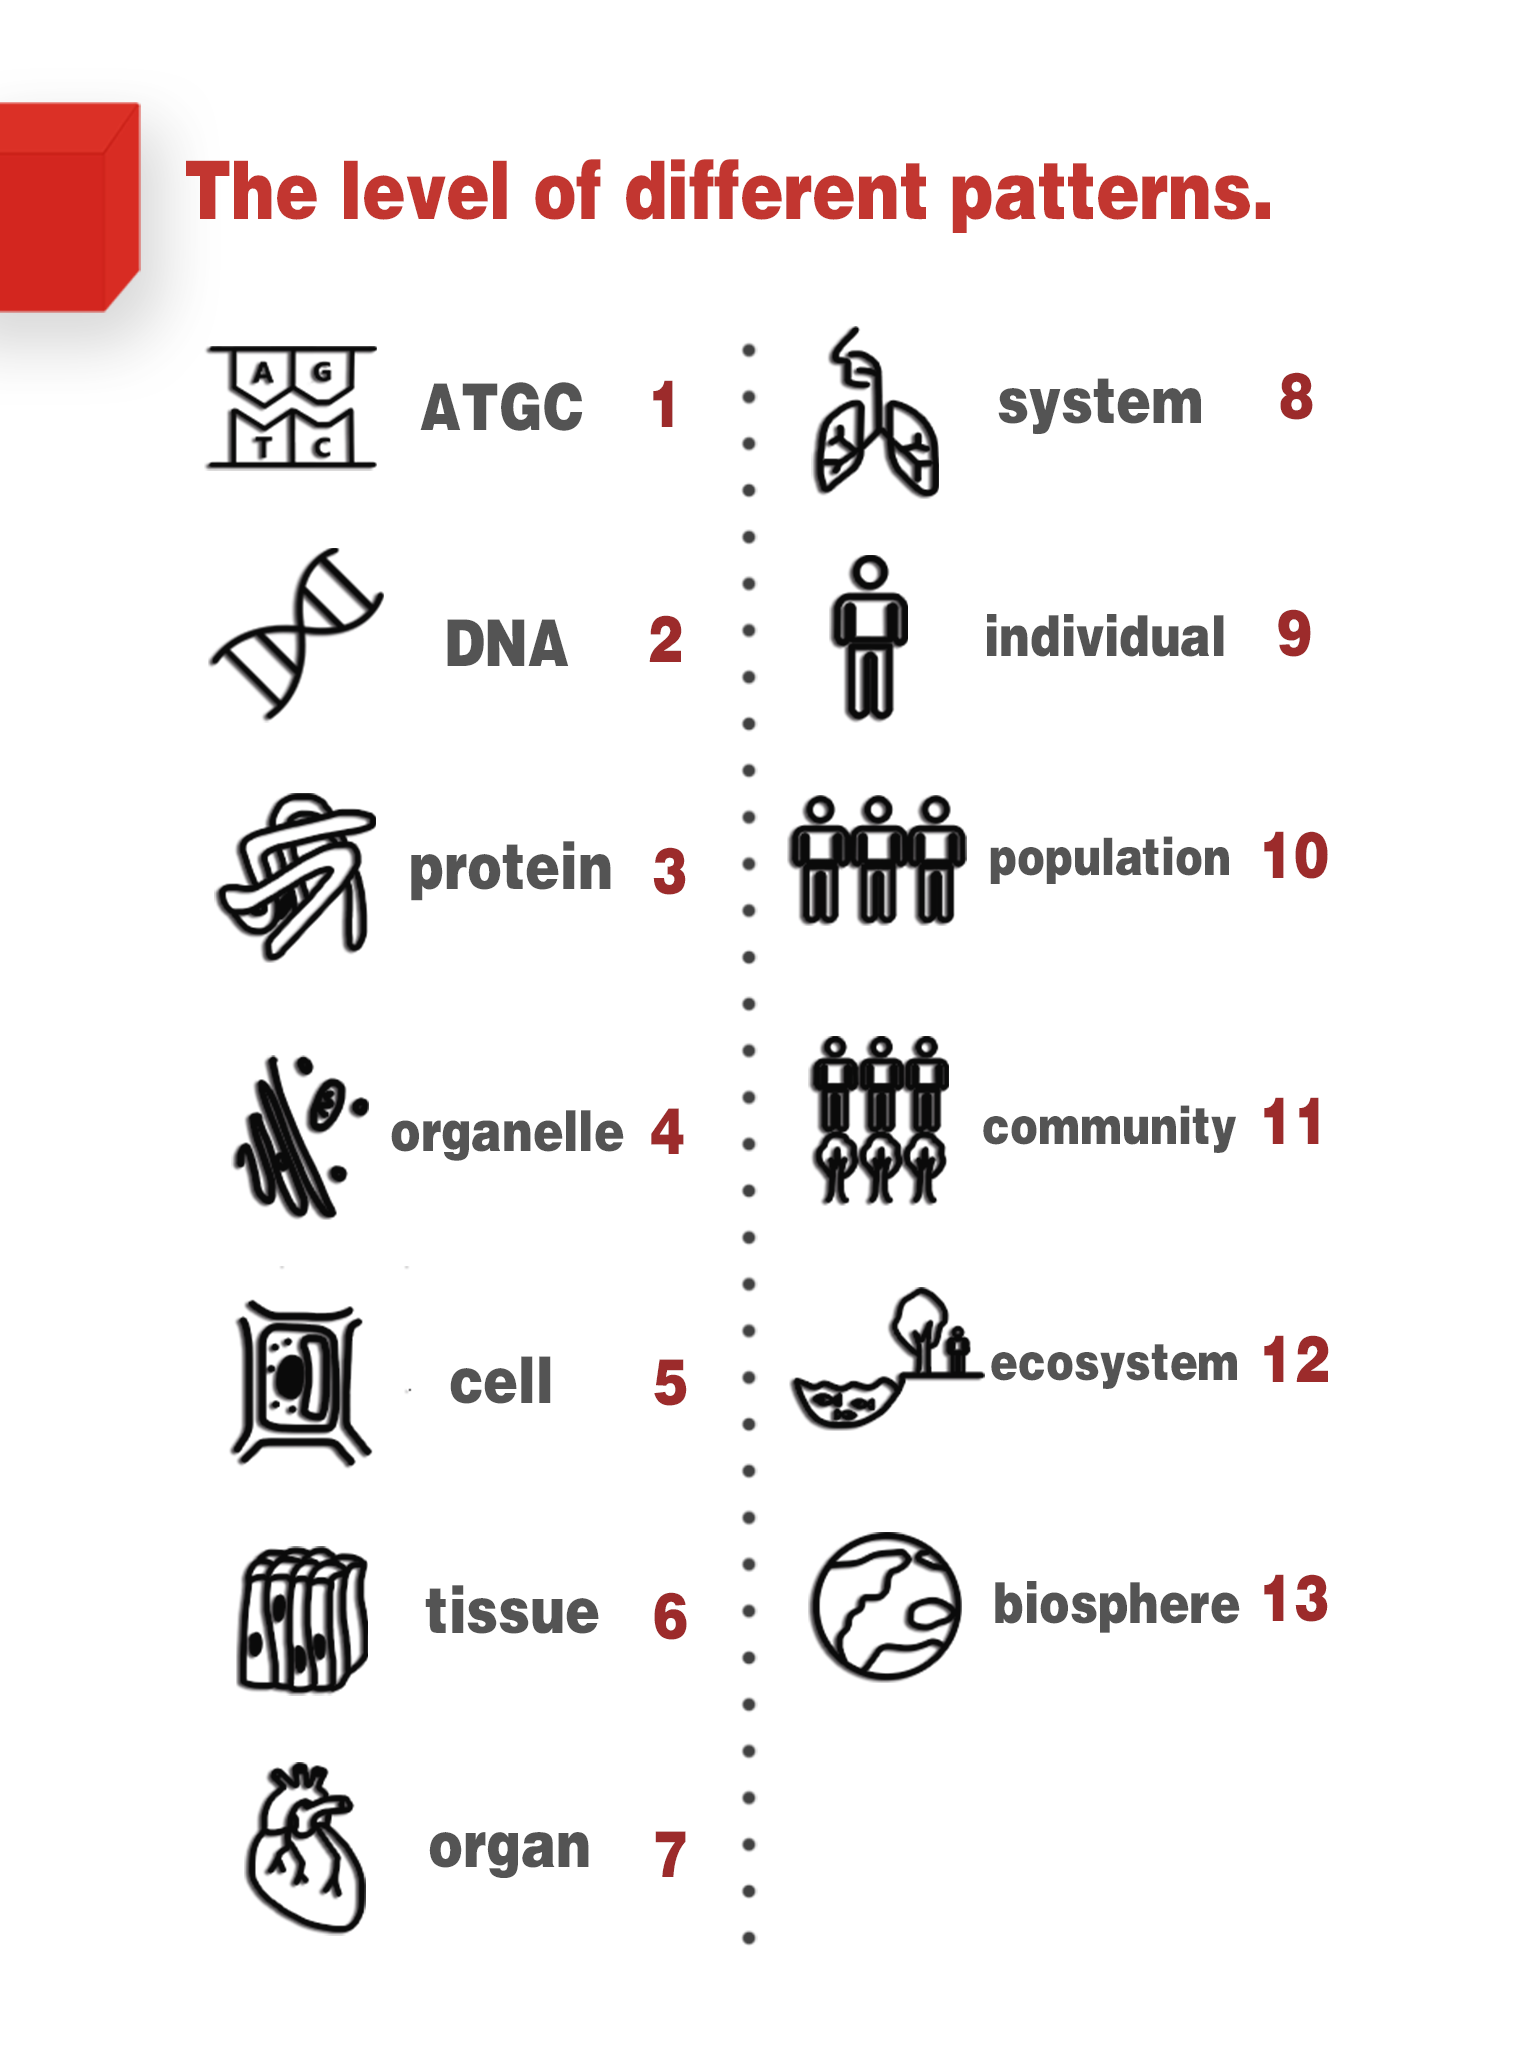 The level of different patterns.
A G
T C
ATGC 1
DNA 2
protein 3
organelle 4
cell 5
tissue 6
organ 7
system 8
individual 9
population 10
community 11
ecosystem 12
biosphere 13